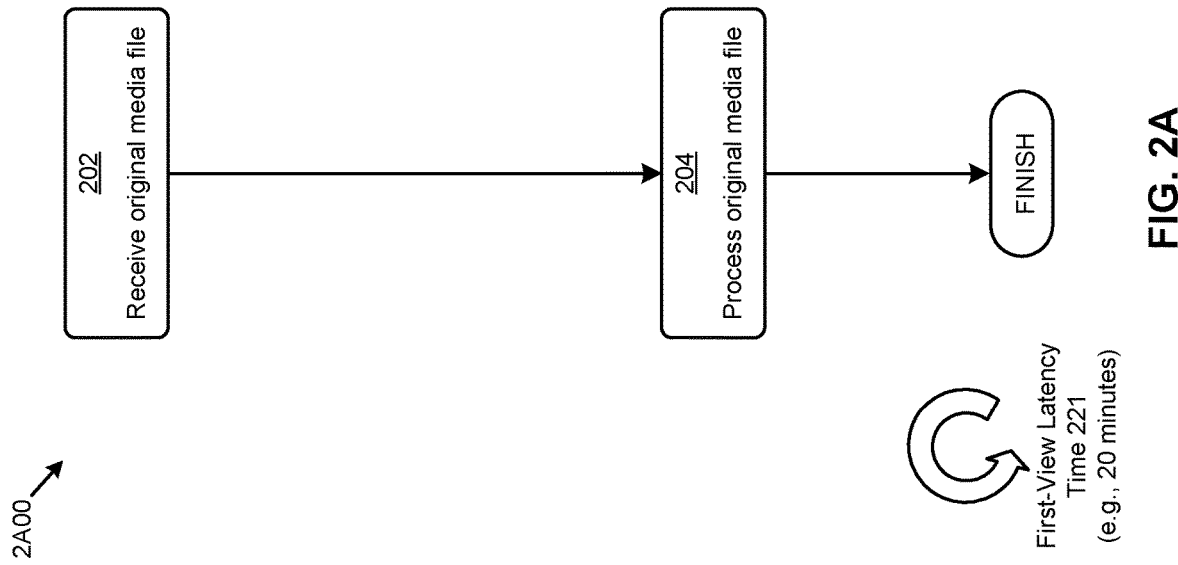 2A00
202
Receive original media file
204
Process original media file
First-View Latency
Time 221
(e.g., 20 minutes)
FINISH
FIG. 2A